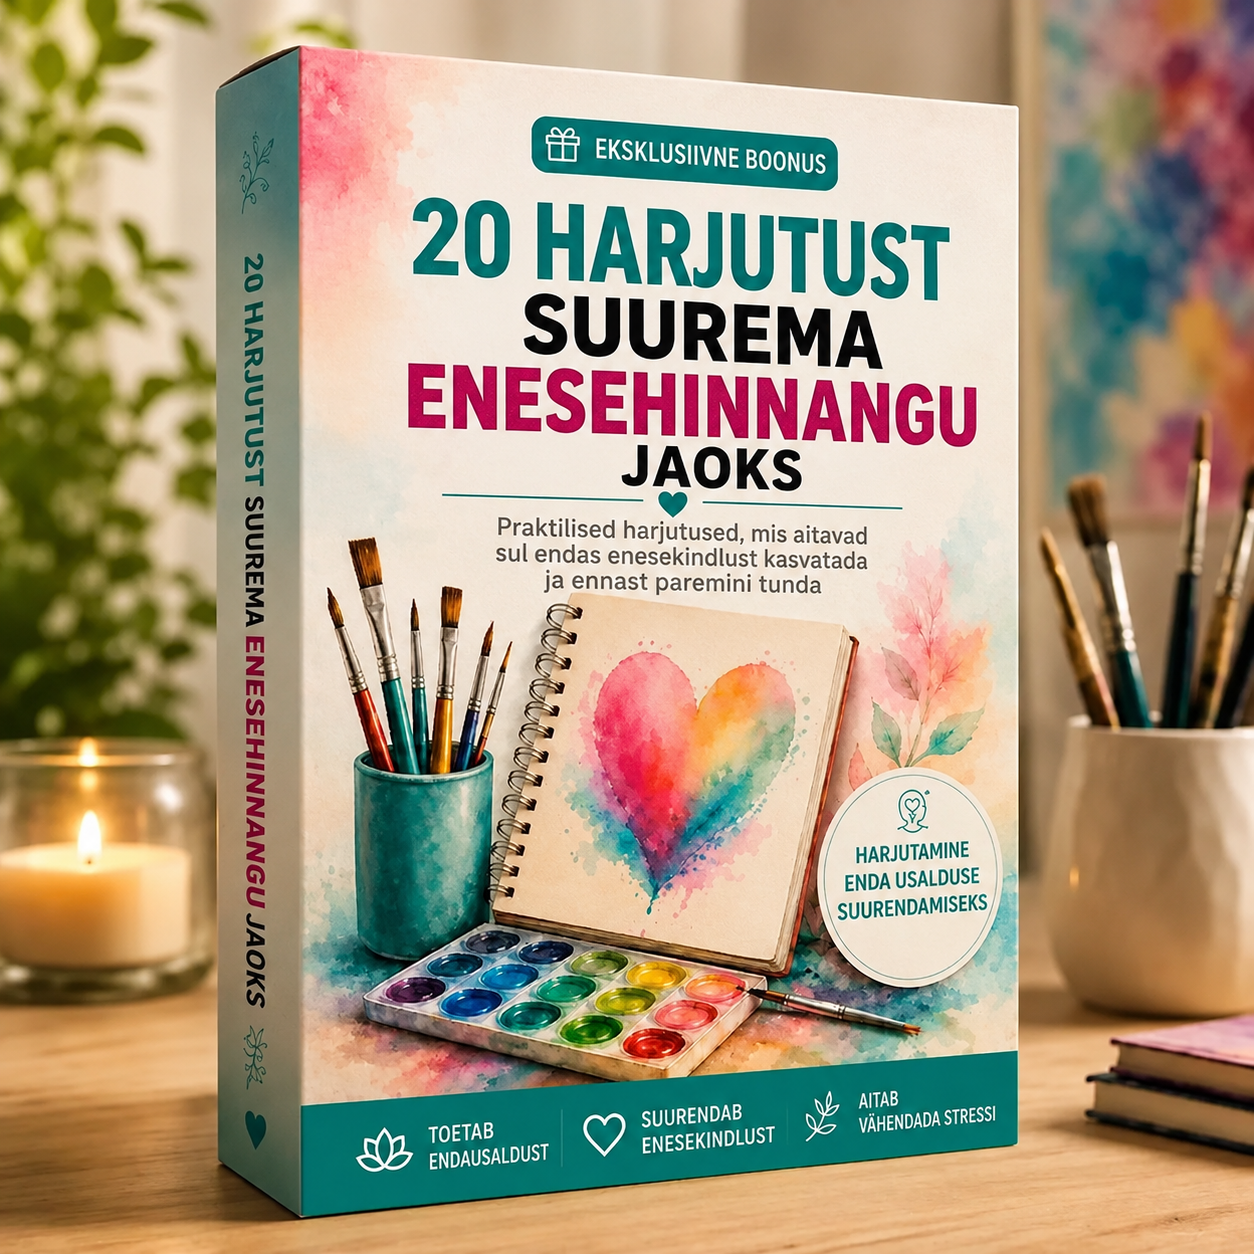 EKSKLUSIIVNE BOONUS
20 HARJUTUST
SUUREMA
ENESEHINNANGU
JAOKS
Praktilised harjutused, mis aitavad
sul endas enesekindlust kasvatada
ja ennast paremini tunda
HARJUTAMINE
ENDA USALDUSE
SUURENDAMISEKS
TOETAB
ENDAUSALDUST
SUURENDAB
ENESEKINDLUST
AITAB
VÄHENDADA STRESSI
20 HARJUTUST SUUREMA ENESEHINNANGU JAOKS